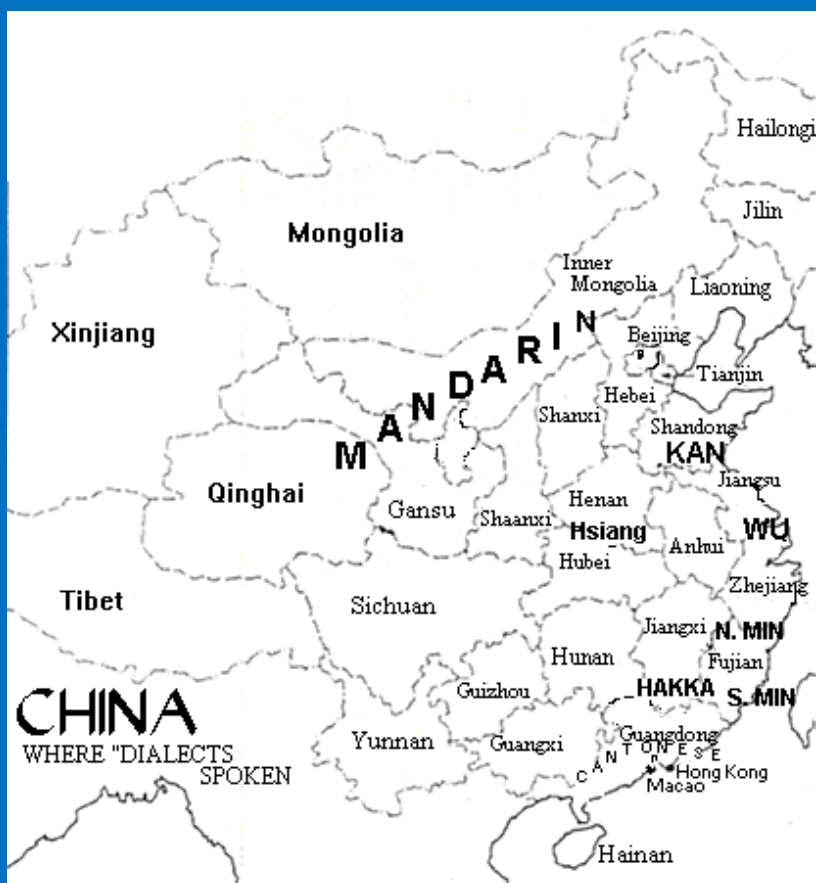 Hailongi
Jilin
Mongolia
Inner
Mongolia
Liaoning
Xinjiang
Beijing
MANDARIN
Tianjin
Hebei
Shanxi
Shandong
KAN
Qinghai
Gansu
Shaanxi
Henan
Jiangsu
Hsiang
WU
Anhui
Hubei
Zhejiang
Tibet
Sichuan
Jiangxi
N. MIN
Hunan
Fujian
Guizhou
HAKKA
S. MIN
CHINA
WHERE "DIALECTS
SPOKEN
Yunnan
Guangxi
Guangdong
CANTONESE
Hong Kong
Macao
Hainan